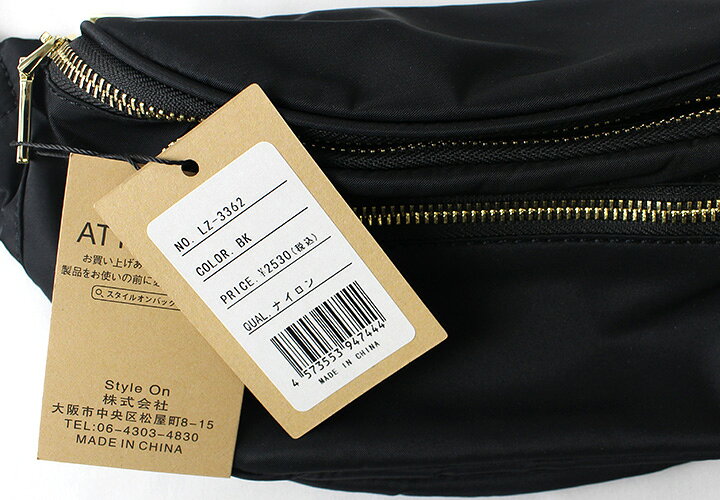 NO. LZ-3362
COLOR. BK
PRICE. ¥2530(税込)
QUAL. ナイロン
4 573553 947444
MADE IN CHINA
お買い上げあ
製品をお使いの前に必
スタイルオンバッグ
Style On
株式会社
大阪市中央区松屋町8-15
TEL:06-4303-4830
MADE IN CHINA